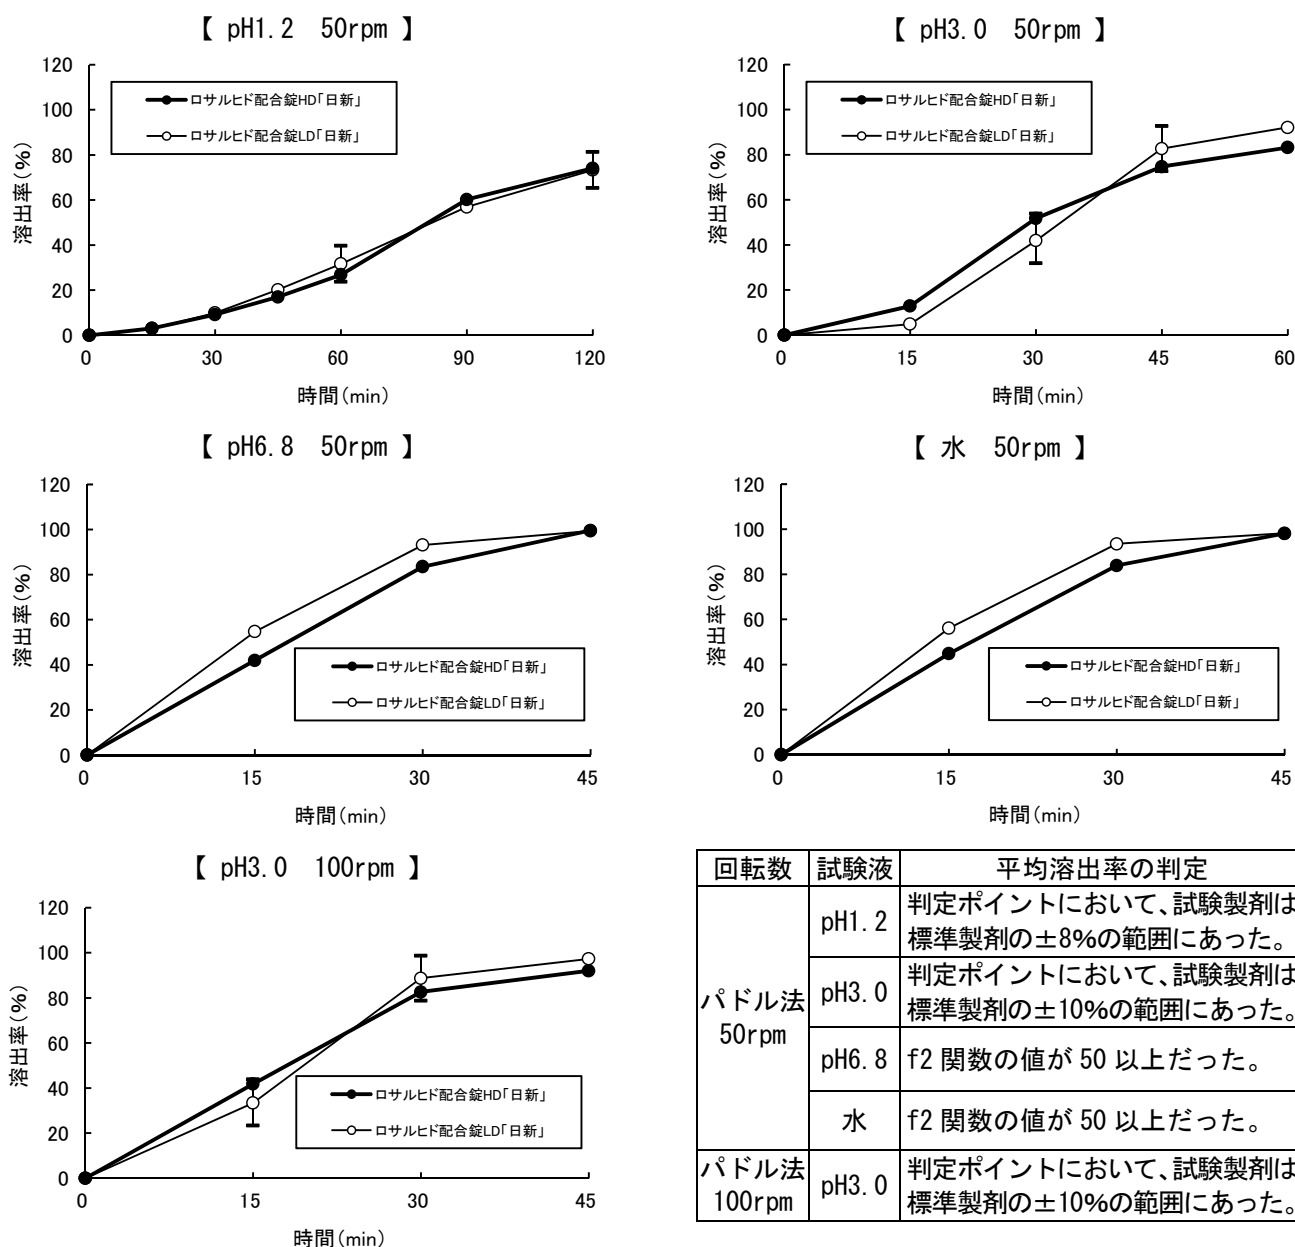 【 pH1.2 50rpm 】
120
100
80
60
40
20
0
溶出率(%)
ロサルヒド配合錠HD「日新」
ロサルヒド配合錠LD「日新」
0 30 60 90 120
時間(min)
【 pH3.0 50rpm 】
120
100
80
60
40
20
0
溶出率(%)
ロサルヒド配合錠HD「日新」
ロサルヒド配合錠LD「日新」
0 15 30 45 60
時間(min)
【 pH6.8 50rpm 】
120
100
80
60
40
20
0
溶出率(%)
ロサルヒド配合錠HD「日新」
ロサルヒド配合錠LD「日新」
0 15 30 45
時間(min)
【 水 50rpm 】
120
100
80
60
40
20
0
溶出率(%)
ロサルヒド配合錠HD「日新」
ロサルヒド配合錠LD「日新」
0 15 30 45
時間(min)
【 pH3.0 100rpm 】
120
100
80
60
40
20
0
溶出率(%)
ロサルヒド配合錠HD「日新」
ロサルヒド配合錠LD「日新」
0 15 30 45
時間(min)
回転数 試験液 平均溶出率の判定
パドル法
50rpm
pH1.2
判定ポイントにおいて、試験製剤は
標準製剤の±8%の範囲にあった。
pH3.0
判定ポイントにおいて、試験製剤は
標準製剤の±10%の範囲にあった。
pH6.8 f2 関数の値が 50 以上だった。
水 f2 関数の値が 50 以上だった。
パドル法
100rpm
pH3.0
判定ポイントにおいて、試験製剤は
標準製剤の±10%の範囲にあった。